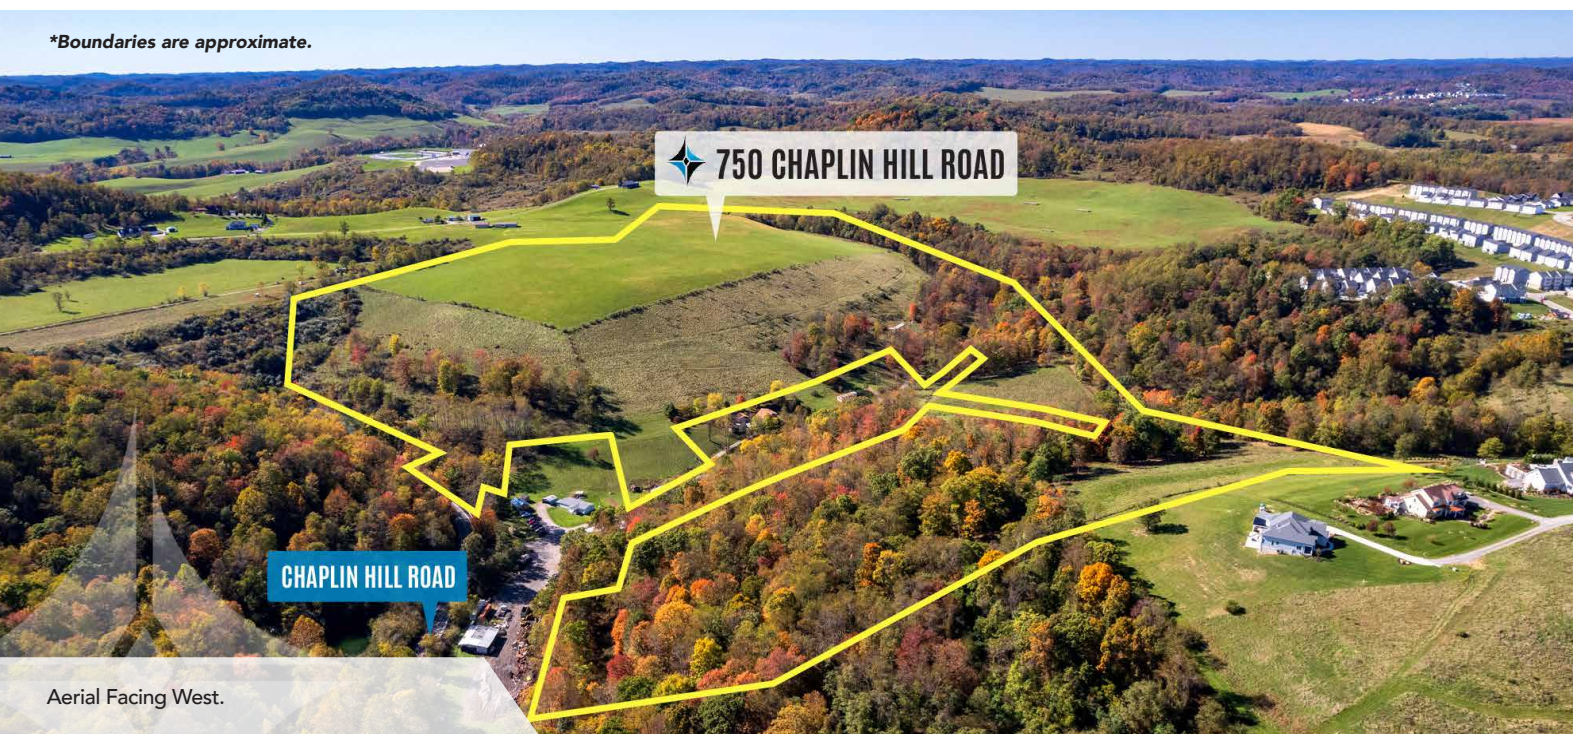 *Boundaries are approximate.
750 CHAPLIN HILL ROAD
CHAPLIN HILL ROAD
Aerial Facing West.